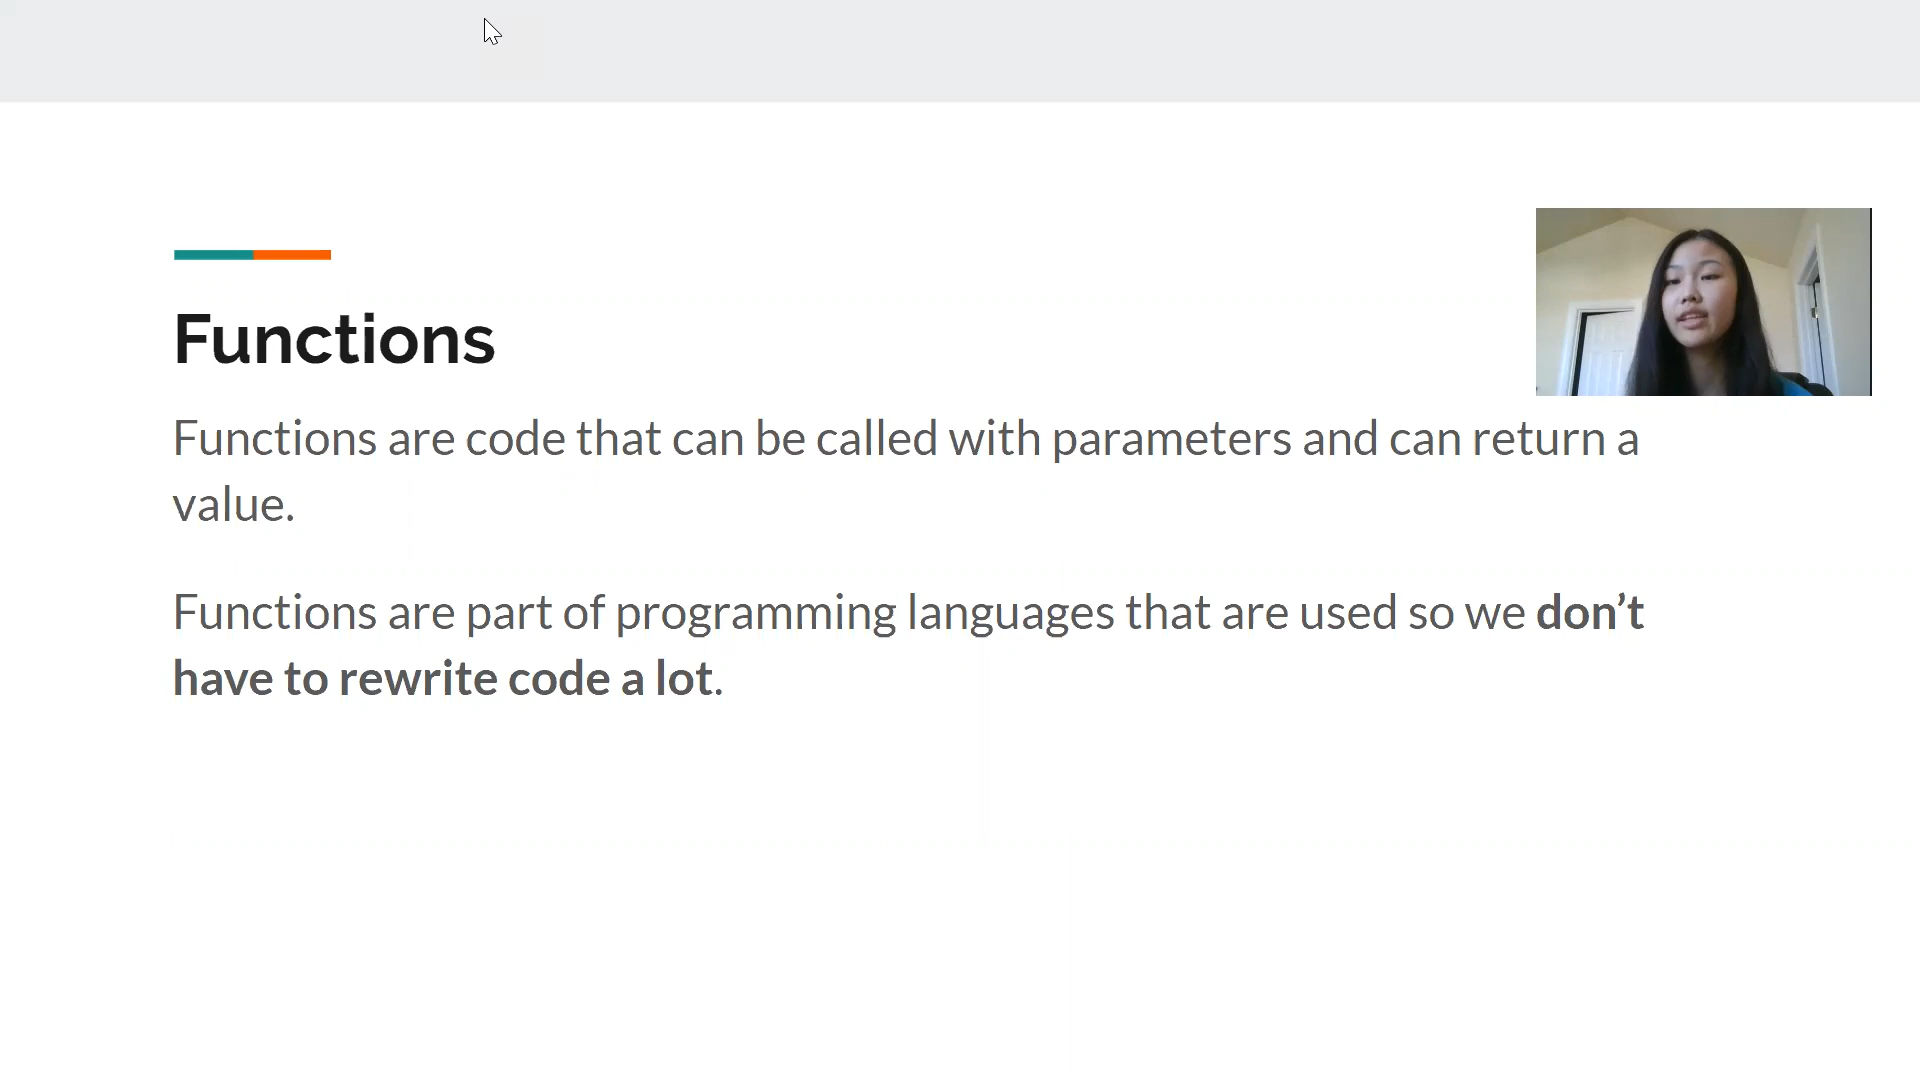 Functions
Functions are code that can be called with parameters and can return a
value.
Functions are part of programming languages that are used so we don’t
have to rewrite code a lot.